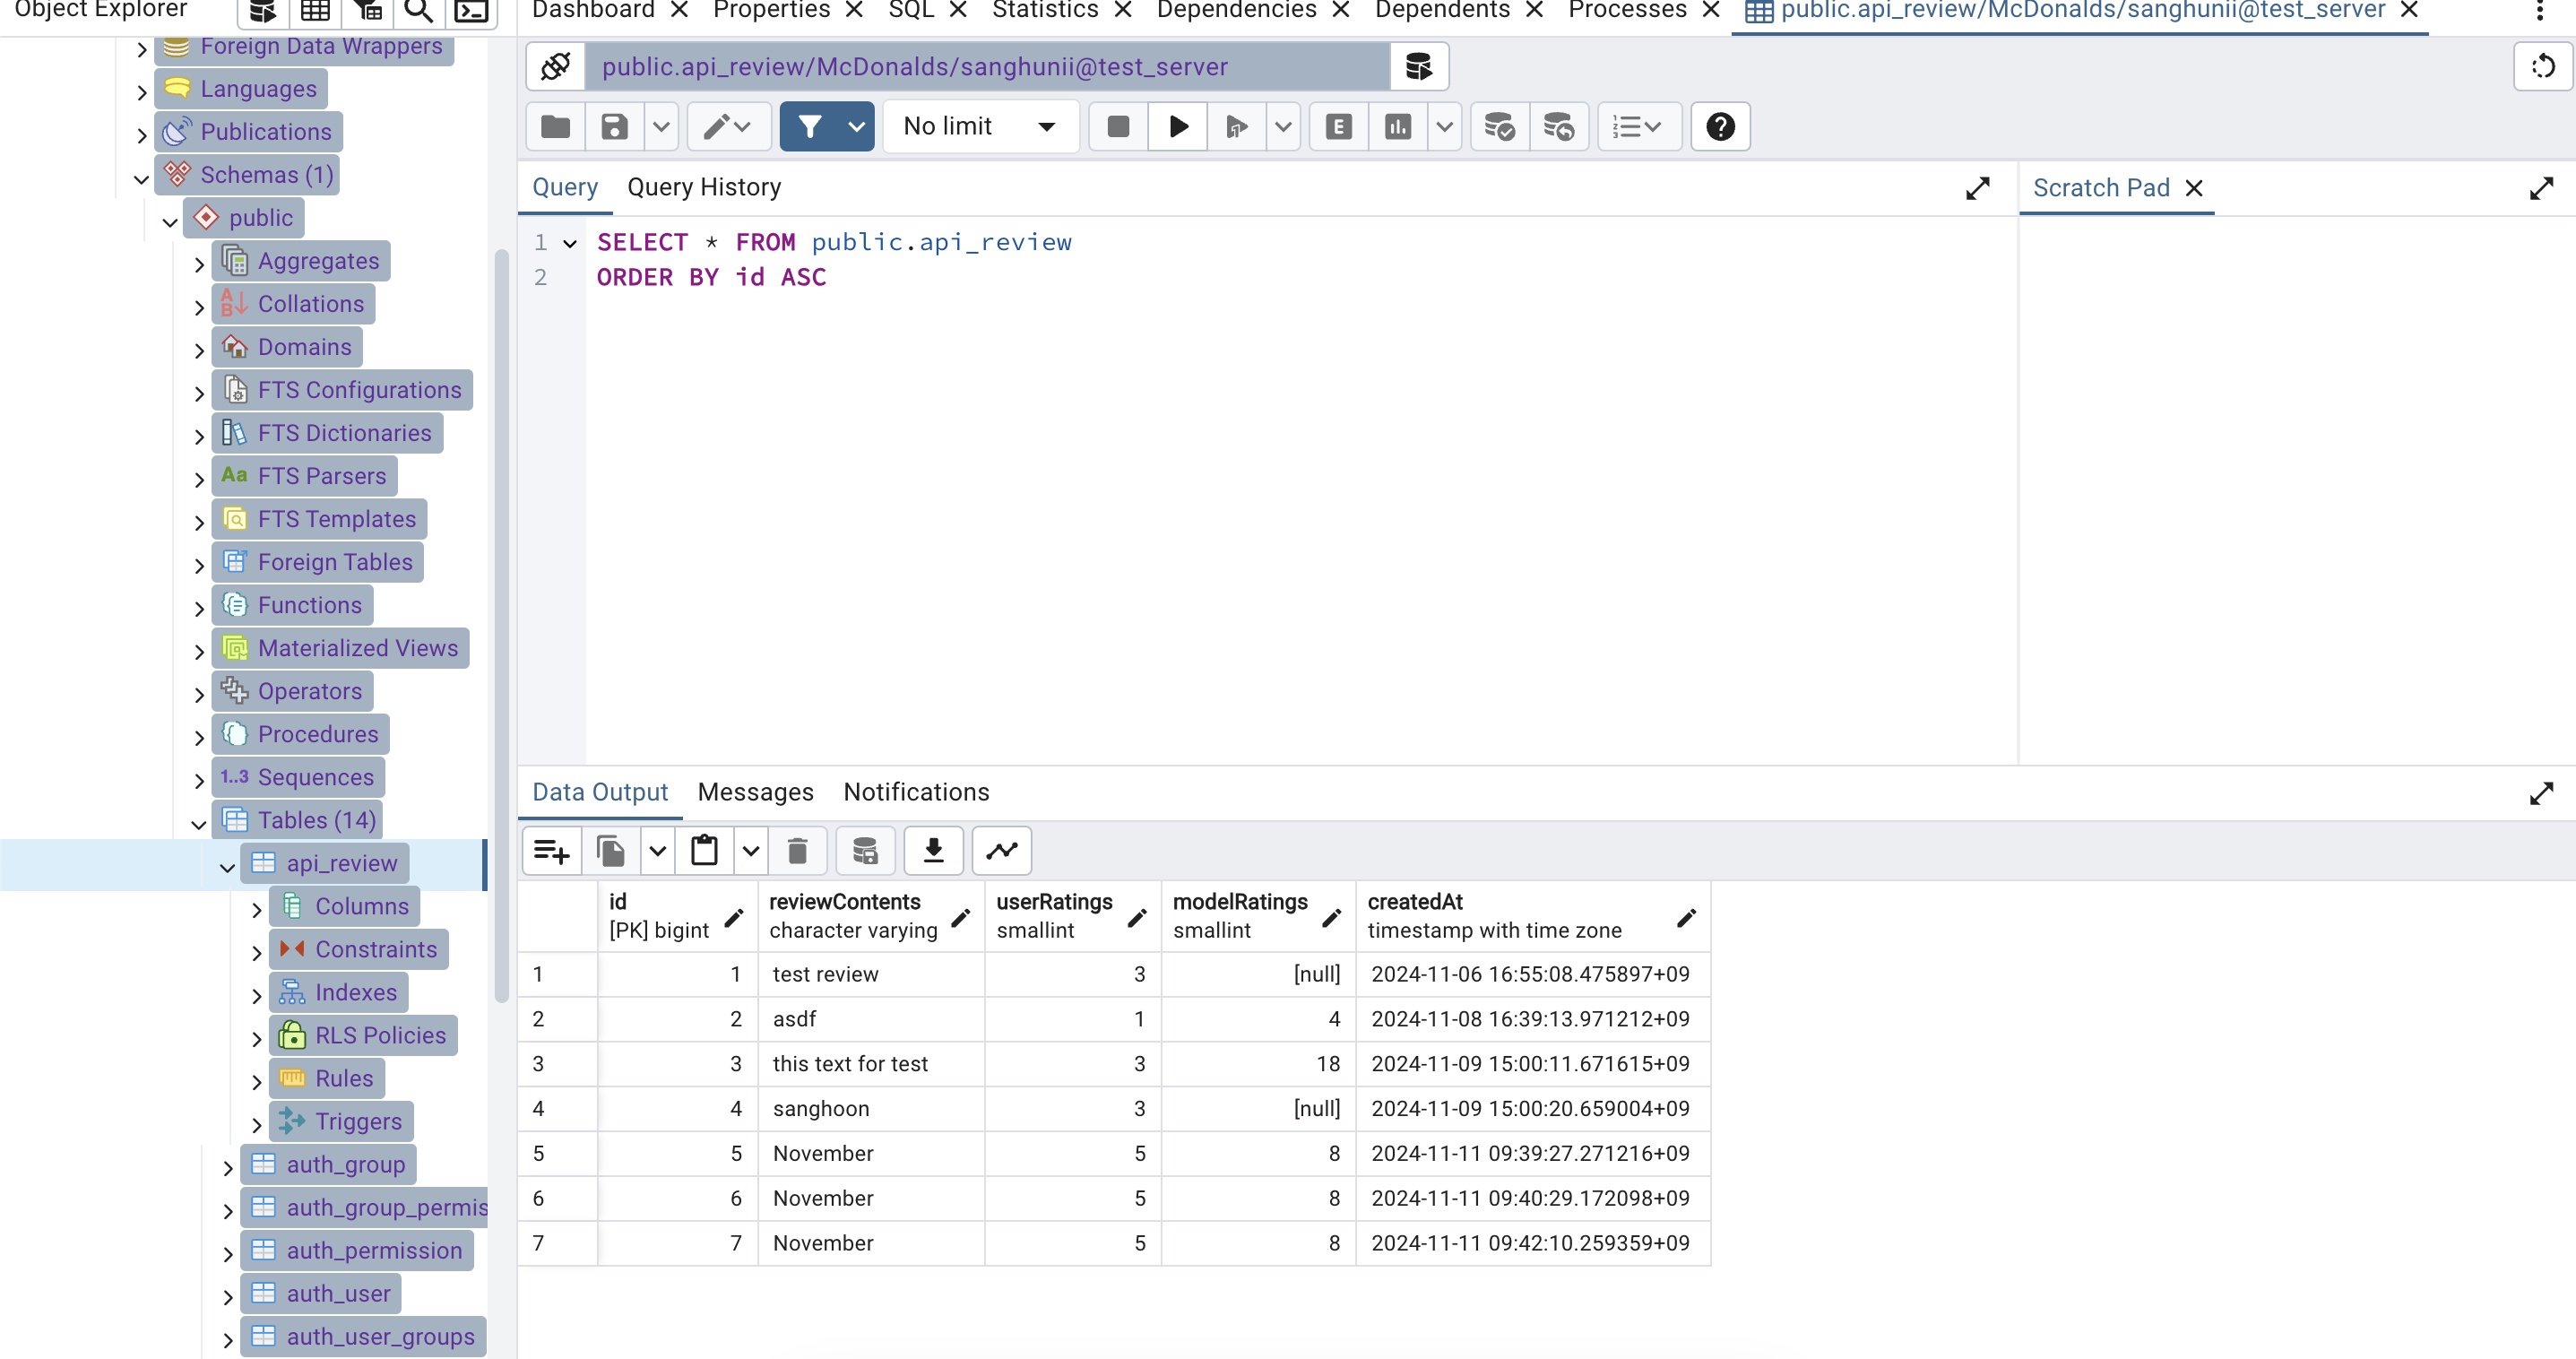 Object Explorer
Dashboard Properties SQL Statistics Dependencies Dependents Processes public.api_review/McDonalds/sanghunii@test_server
Foreign Data Wrappers
Languages
Publications
Schemas (1)
public
Aggregates
Collations
Domains
FTS Configurations
FTS Dictionaries
Aa FTS Parsers
FTS Templates
Foreign Tables
Functions
Materialized Views
Operators
Procedures
1..3 Sequences
Tables (14)
api_review
Columns
Constraints
Indexes
RLS Policies
Rules
Triggers
auth_group
auth_group_permis
auth_permission
auth_user
auth_user_groups
public.api_review/McDonalds/sanghunii@test_server
No limit
E
Query Query History
Scratch Pad
1 SELECT * FROM public.api_review
2 ORDER BY id ASC
Data Output Messages Notifications
id reviewContents userRatings modelRatings createdAt
[PK] bigint character varying smallint smallint timestamp with time zone
1 1 test review 3 [null] 2024-11-06 16:55:08.475897+09
2 2 asdf 1 4 2024-11-08 16:39:13.971212+09
3 3 this text for test 3 18 2024-11-09 15:00:11.671615+09
4 4 sanghoon 3 [null] 2024-11-09 15:00:20.659004+09
5 5 November 5 8 2024-11-11 09:39:27.271216+09
6 6 November 5 8 2024-11-11 09:40:29.172098+09
7 7 November 5 8 2024-11-11 09:42:10.259359+09